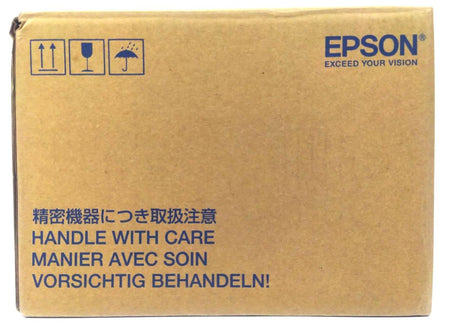 EPSON®
EXCEED YOUR VISION
精密機器につき取扱注意
HANDLE WITH CARE
MANIER AVEC SOIN
VORSICHTIG BEHANDELN!